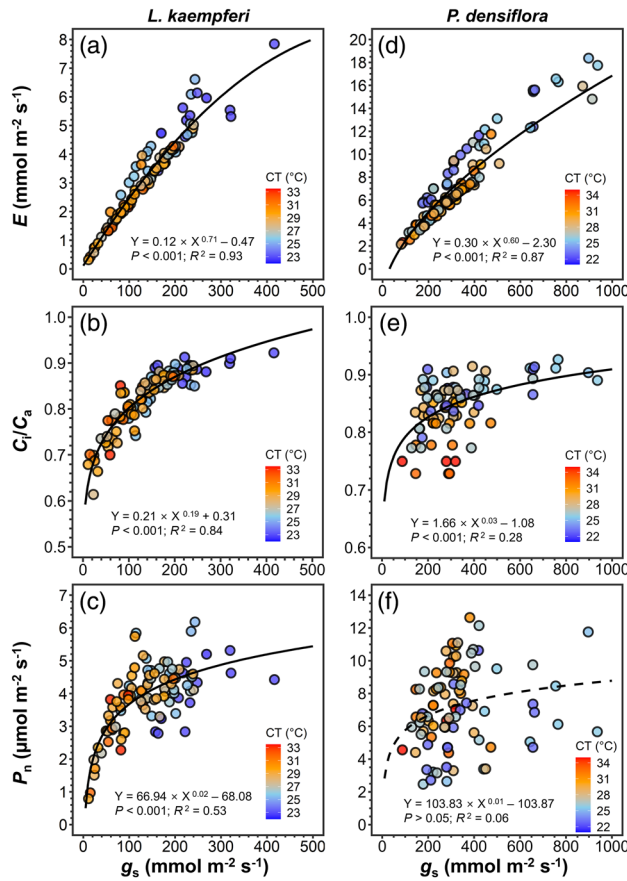 L. kaempferi
P. densiflora
(a)
E (mmol m-2 s-1)
8
7
6
5
4
3
2
1
0
CT (°C)
33
31
29
27
25
23
Y = 0.12 × X^0.71 − 0.47
P < 0.001; R² = 0.93
0 100 200 300 400 500
(d)
20
18
16
14
12
10
8
6
4
2
0
CT (°C)
34
31
28
25
22
Y = 0.30 × X^0.60 − 2.30
P < 0.001; R² = 0.87
0 200 400 600 800 1000
(b)
Ci/Ca
1.0
0.9
0.8
0.7
0.6
0.5
CT (°C)
33
31
29
27
25
23
Y = 0.21 × X^0.19 + 0.31
P < 0.001; R² = 0.84
0 100 200 300 400 500
(e)
1.0
0.9
0.8
0.7
0.6
CT (°C)
34
31
28
25
22
Y = 1.66 × X^0.03 − 1.08
P < 0.001; R² = 0.28
0 200 400 600 800 1000
(c)
Pn (µmol m-2 s-1)
7
6
5
4
3
2
1
0
CT (°C)
33
31
29
27
25
23
Y = 66.94 × X^0.02 − 68.08
P < 0.001; R² = 0.53
0 100 200 300 400 500
gs (mmol m-2 s-1)
(f)
14
12
10
8
6
4
2
0
CT (°C)
34
31
28
25
22
Y = 103.83 × X^0.01 − 103.87
P > 0.05; R² = 0.06
0 200 400 600 800 1000
gs (mmol m-2 s-1)